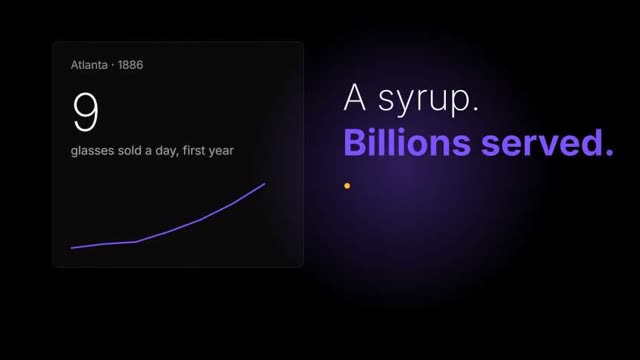 Atlanta · 1886
9
glasses sold a day, first year
A syrup.
Billions served.